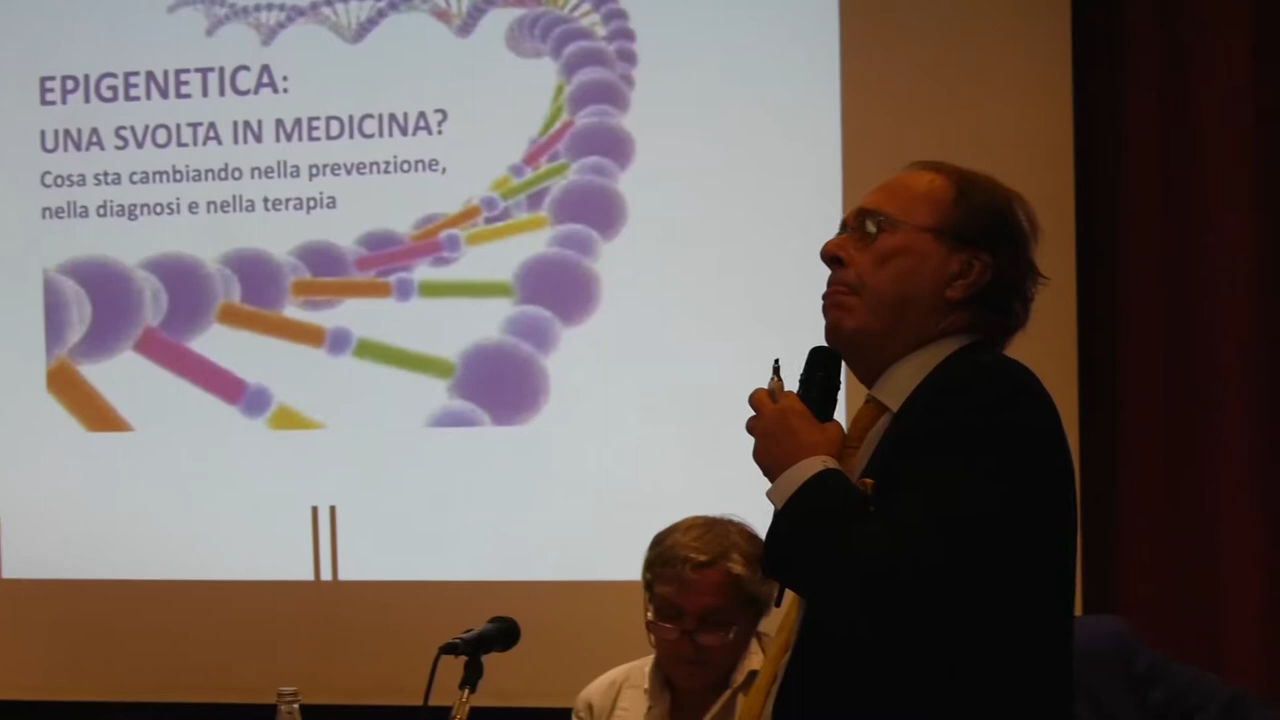 EPIGENETICA:
UNA SVOLTA IN MEDICINA?
Cosa sta cambiando nella prevenzione,
nella diagnosi e nella terapia